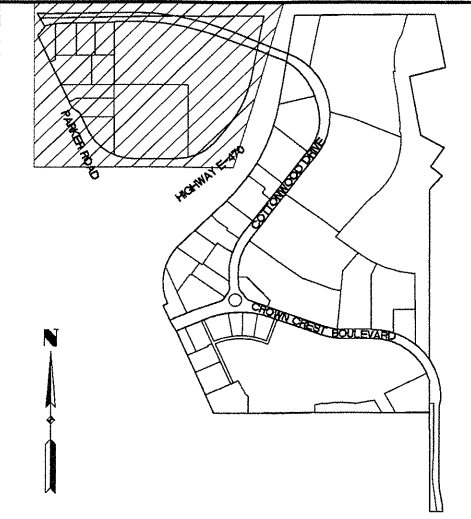 PARKER ROAD
HIGHWAY E-470
COTTONWOOD DRIVE
CROWN CREST BOULEVARD
N